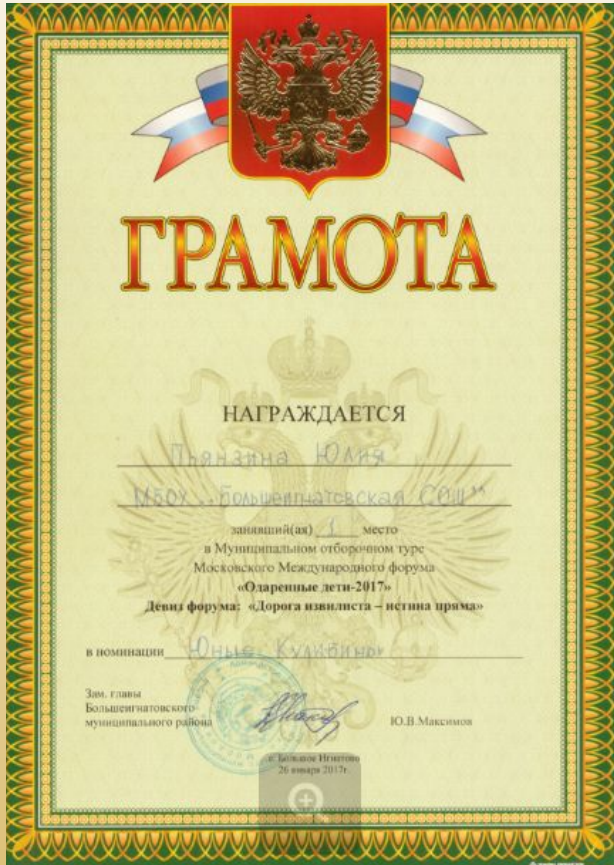 ГРАМОТА
НАГРАЖДАЕТСЯ
Пьянзина Юлия
МБОУ „Большеигнатовская СОШ”
занявший(ая) 1 место
в Муниципальном отборочном туре
Московского Международного форума
«Одаренные дети-2017»
Девиз форума: «Дорога извилиста – истина пряма»
в номинации Юные Кулибины
Зам. главы
Большеигнатовского
муниципального района Ю.В.Максимов
с. Большое Игнатово
26 января 2017г.